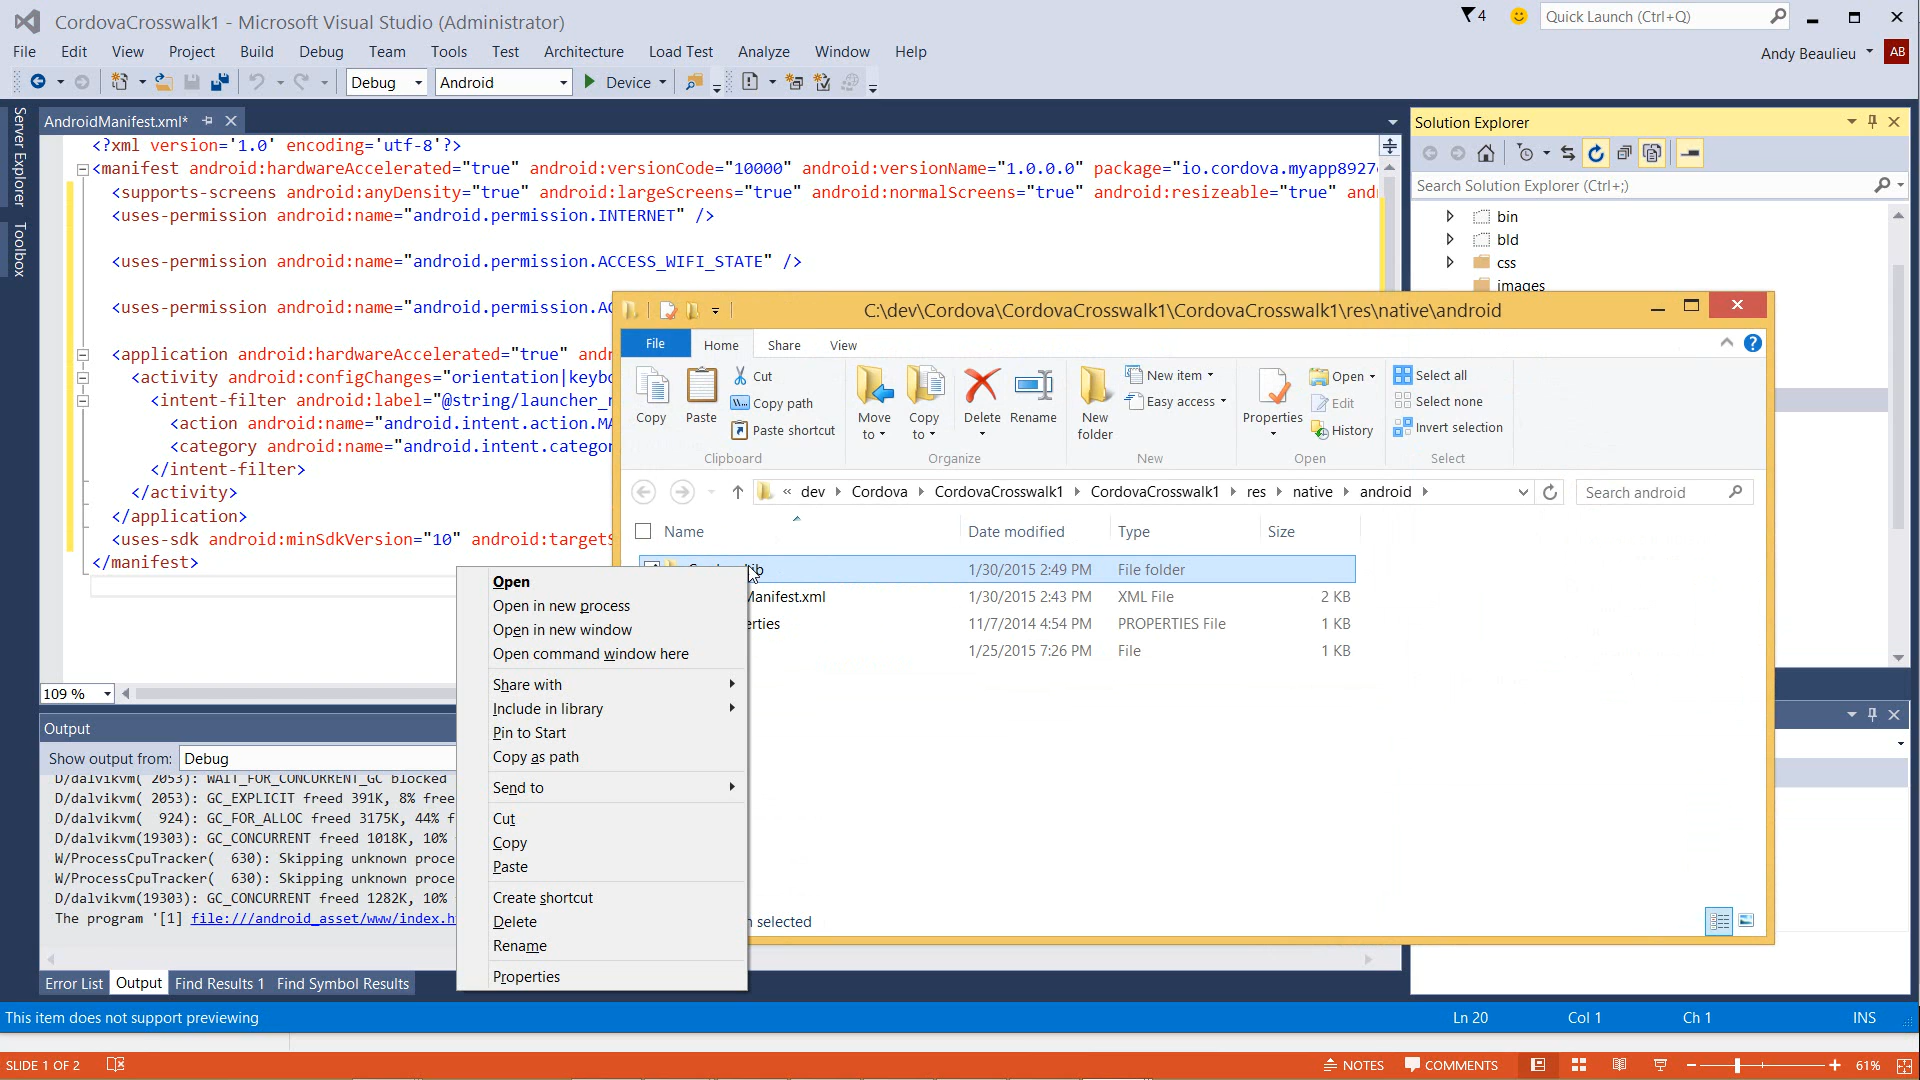 CordovaCrosswalk1 - Microsoft Visual Studio (Administrator)
4
Quick Launch (Ctrl+Q)
File Edit View Project Build Debug Team Tools Test Architecture Load Test Analyze Window Help
Andy Beaulieu AB
Debug Android Device
Server Explorer
Toolbox
AndroidManifest.xml*
<?xml version='1.0' encoding='utf-8'?>
<manifest android:hardwareAccelerated="true" android:versionCode="10000" android:versionName="1.0.0.0" package="io.cordova.myapp8927
<supports-screens android:anyDensity="true" android:largeScreens="true" android:normalScreens="true" android:resizeable="true" and
<uses-permission android:name="android.permission.INTERNET" />
<uses-permission android:name="android.permission.ACCESS_WIFI_STATE" />
<uses-permission android:name="android.permission.AC
<application android:hardwareAccelerated="true" and
<activity android:configChanges="orientation|keybo
<intent-filter android:label="@string/launcher_n
<action android:name="android.intent.action.MA
<category android:name="android.intent.categor
</intent-filter>
</activity>
</application>
<uses-sdk android:minSdkVersion="10" android:targetS
</manifest>
109 %
Solution Explorer
Search Solution Explorer (Ctrl+;)
bin
bld
css
images
C:\dev\Cordova\CordovaCrosswalk1\CordovaCrosswalk1\res\native\android
File Home Share View
Copy Paste Cut
Copy path
Paste shortcut
Move to Copy to Delete Rename
New folder New item
Easy access
Properties Open
Edit
History
Select all
Select none
Invert selection
Clipboard Organize New Open Select
« dev Cordova CordovaCrosswalk1 CordovaCrosswalk1 res native android
Search android
Name Date modified Type Size
1/30/2015 2:49 PM File folder
Manifest.xml 1/30/2015 2:43 PM XML File 2 KB
erties 11/7/2014 4:54 PM PROPERTIES File 1 KB
1/25/2015 7:26 PM File 1 KB
selected
Open
Open in new process
Open in new window
Open command window here
Share with
Include in library
Pin to Start
Copy as path
Send to
Cut
Copy
Paste
Create shortcut
Delete
Rename
Properties
Output
Show output from: Debug
D/dalvikvm( 2053): WAIT_FOR_CONCURRENT_GC blocked
D/dalvikvm( 2053): GC_EXPLICIT freed 391K, 8% free
D/dalvikvm( 924): GC_FOR_ALLOC freed 3175K, 44% f
D/dalvikvm(19303): GC_CONCURRENT freed 1018K, 10%
W/ProcessCpuTracker( 630): Skipping unknown proce
W/ProcessCpuTracker( 630): Skipping unknown proce
D/dalvikvm(19303): GC_CONCURRENT freed 1282K, 10%
The program '[1] file:///android_asset/www/index.h
Error List Output Find Results 1 Find Symbol Results
This item does not support previewing Ln 20 Col 1 Ch 1 INS
SLIDE 1 OF 2 NOTES COMMENTS 61%